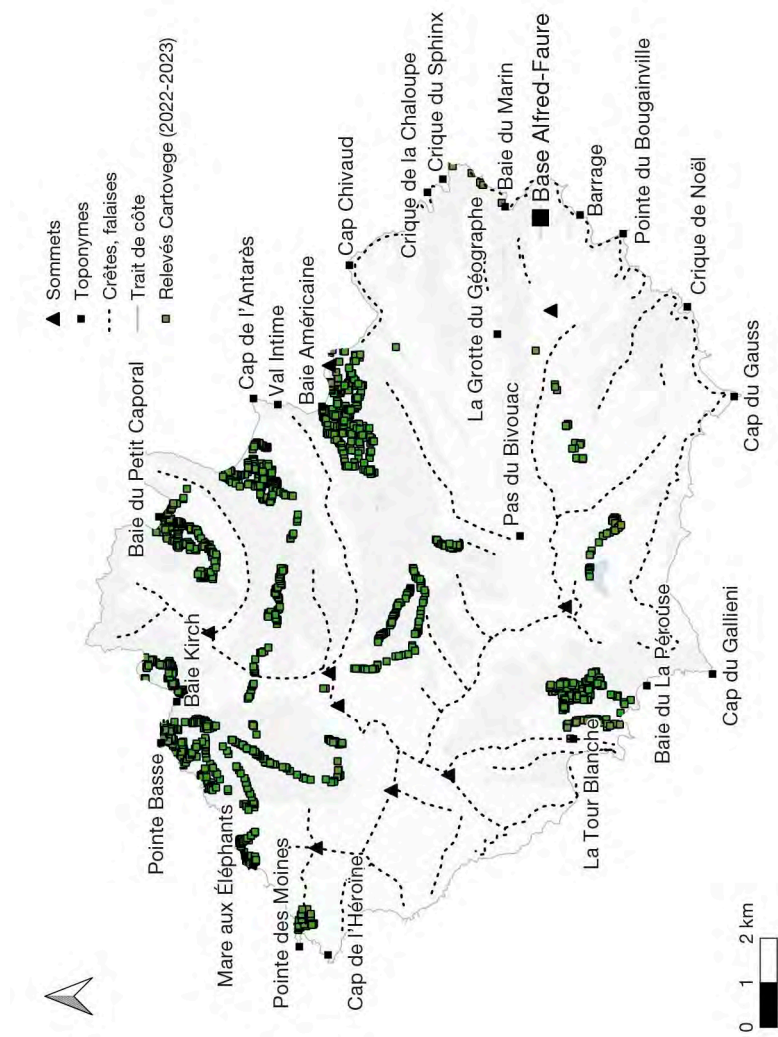 Sommets
Toponymes
Crêtes, falaises
Trait de côte
Relevés Cartovege (2022-2023)
Pointe Basse
Baie Kirch
Baie du Petit Caporal
Cap de l'Antarès
Val Intime
Baie Américaine
Cap Chivaud
Crique de la Chaloupe
Crique du Sphinx
Baie du Marin
Base Alfred-Faure
Barrage
Pointe du Bougainville
Crique de Noël
La Grotte du Géographe
Pas du Bivouac
Cap du Gauss
Mare aux Éléphants
Pointe des Moines
Cap de l'Héroine
La Tour Blanche
Baie du La Pérouse
Cap du Gallieni
0 1 2 km